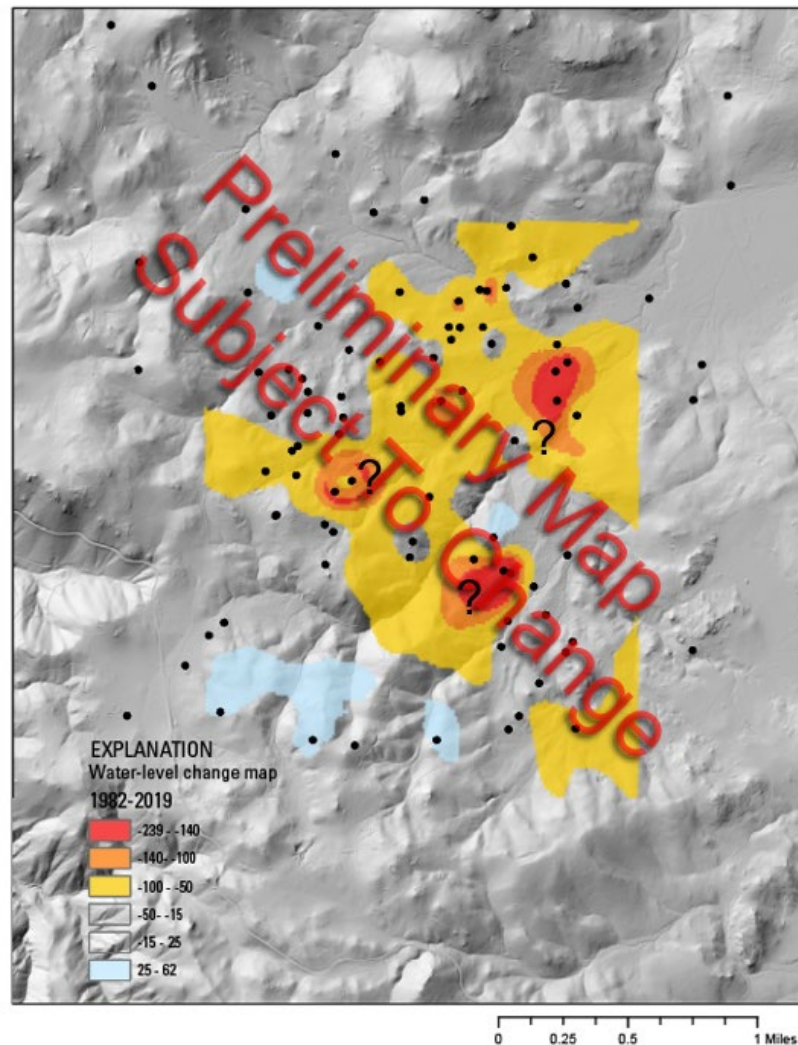 Preliminary Map
Subject To Change
?
?
?
EXPLANATION
Water-level change map
1982-2019
-239 - -140
-140 - -100
-100 - -50
-50 - -15
-15 - 25
25 - 62
0 0.25 0.5 1 Miles